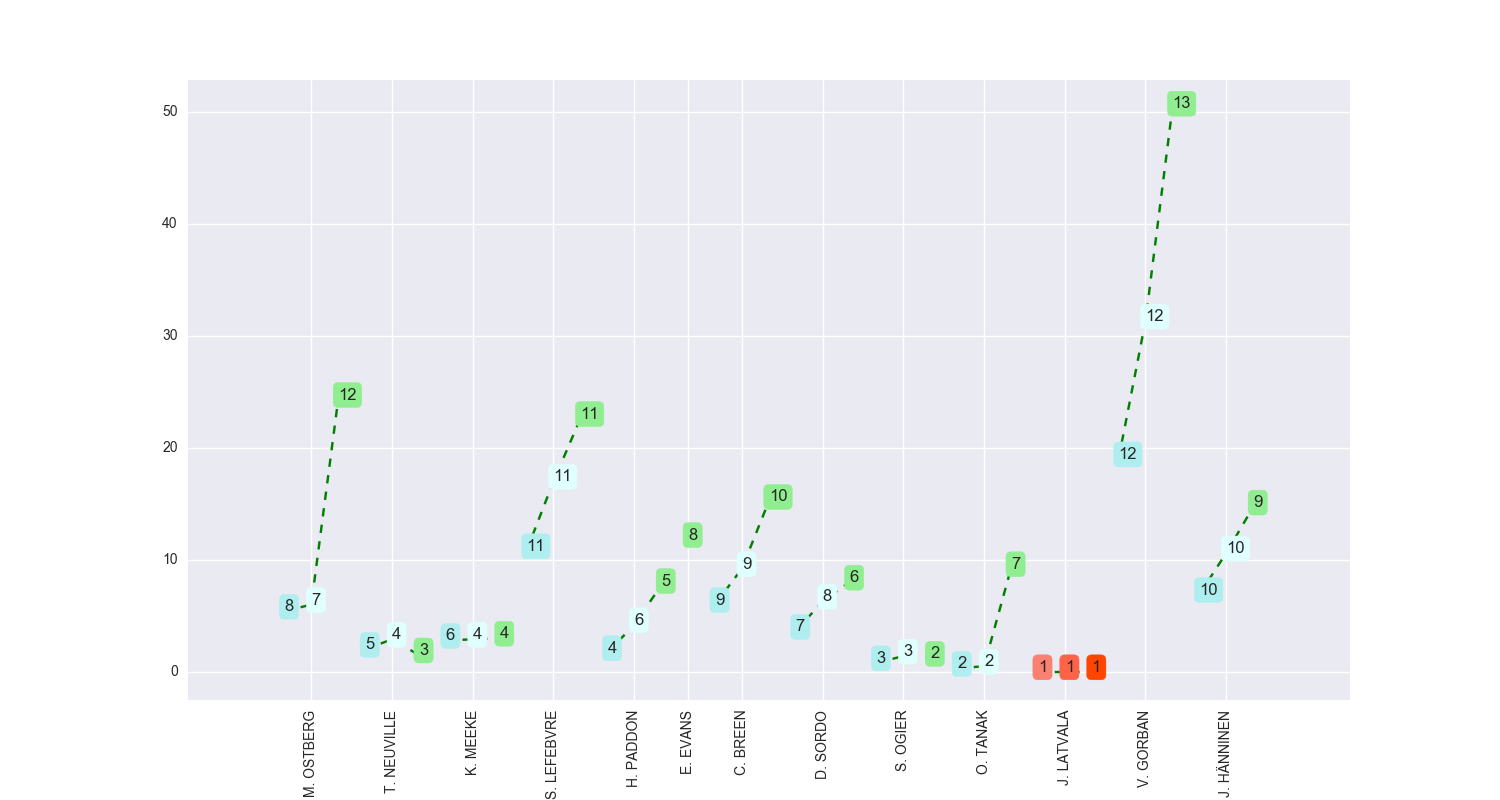 50
40
30
20
10
0
8 7 12
5 4 3
6 4 4
11 11 11
4 6 5
8
9 9 10
7 8 6
3 3 2
2 2 7
1 1 1
12 12 13
10 10 9
M. OSTBERG
T. NEUVILLE
K. MEEKE
S. LEFEBVRE
H. PADDON
E. EVANS
C. BREEN
D. SORDO
S. OGIER
O. TANAK
J. LATVALA
V. GORBAN
J. HÄNNINEN